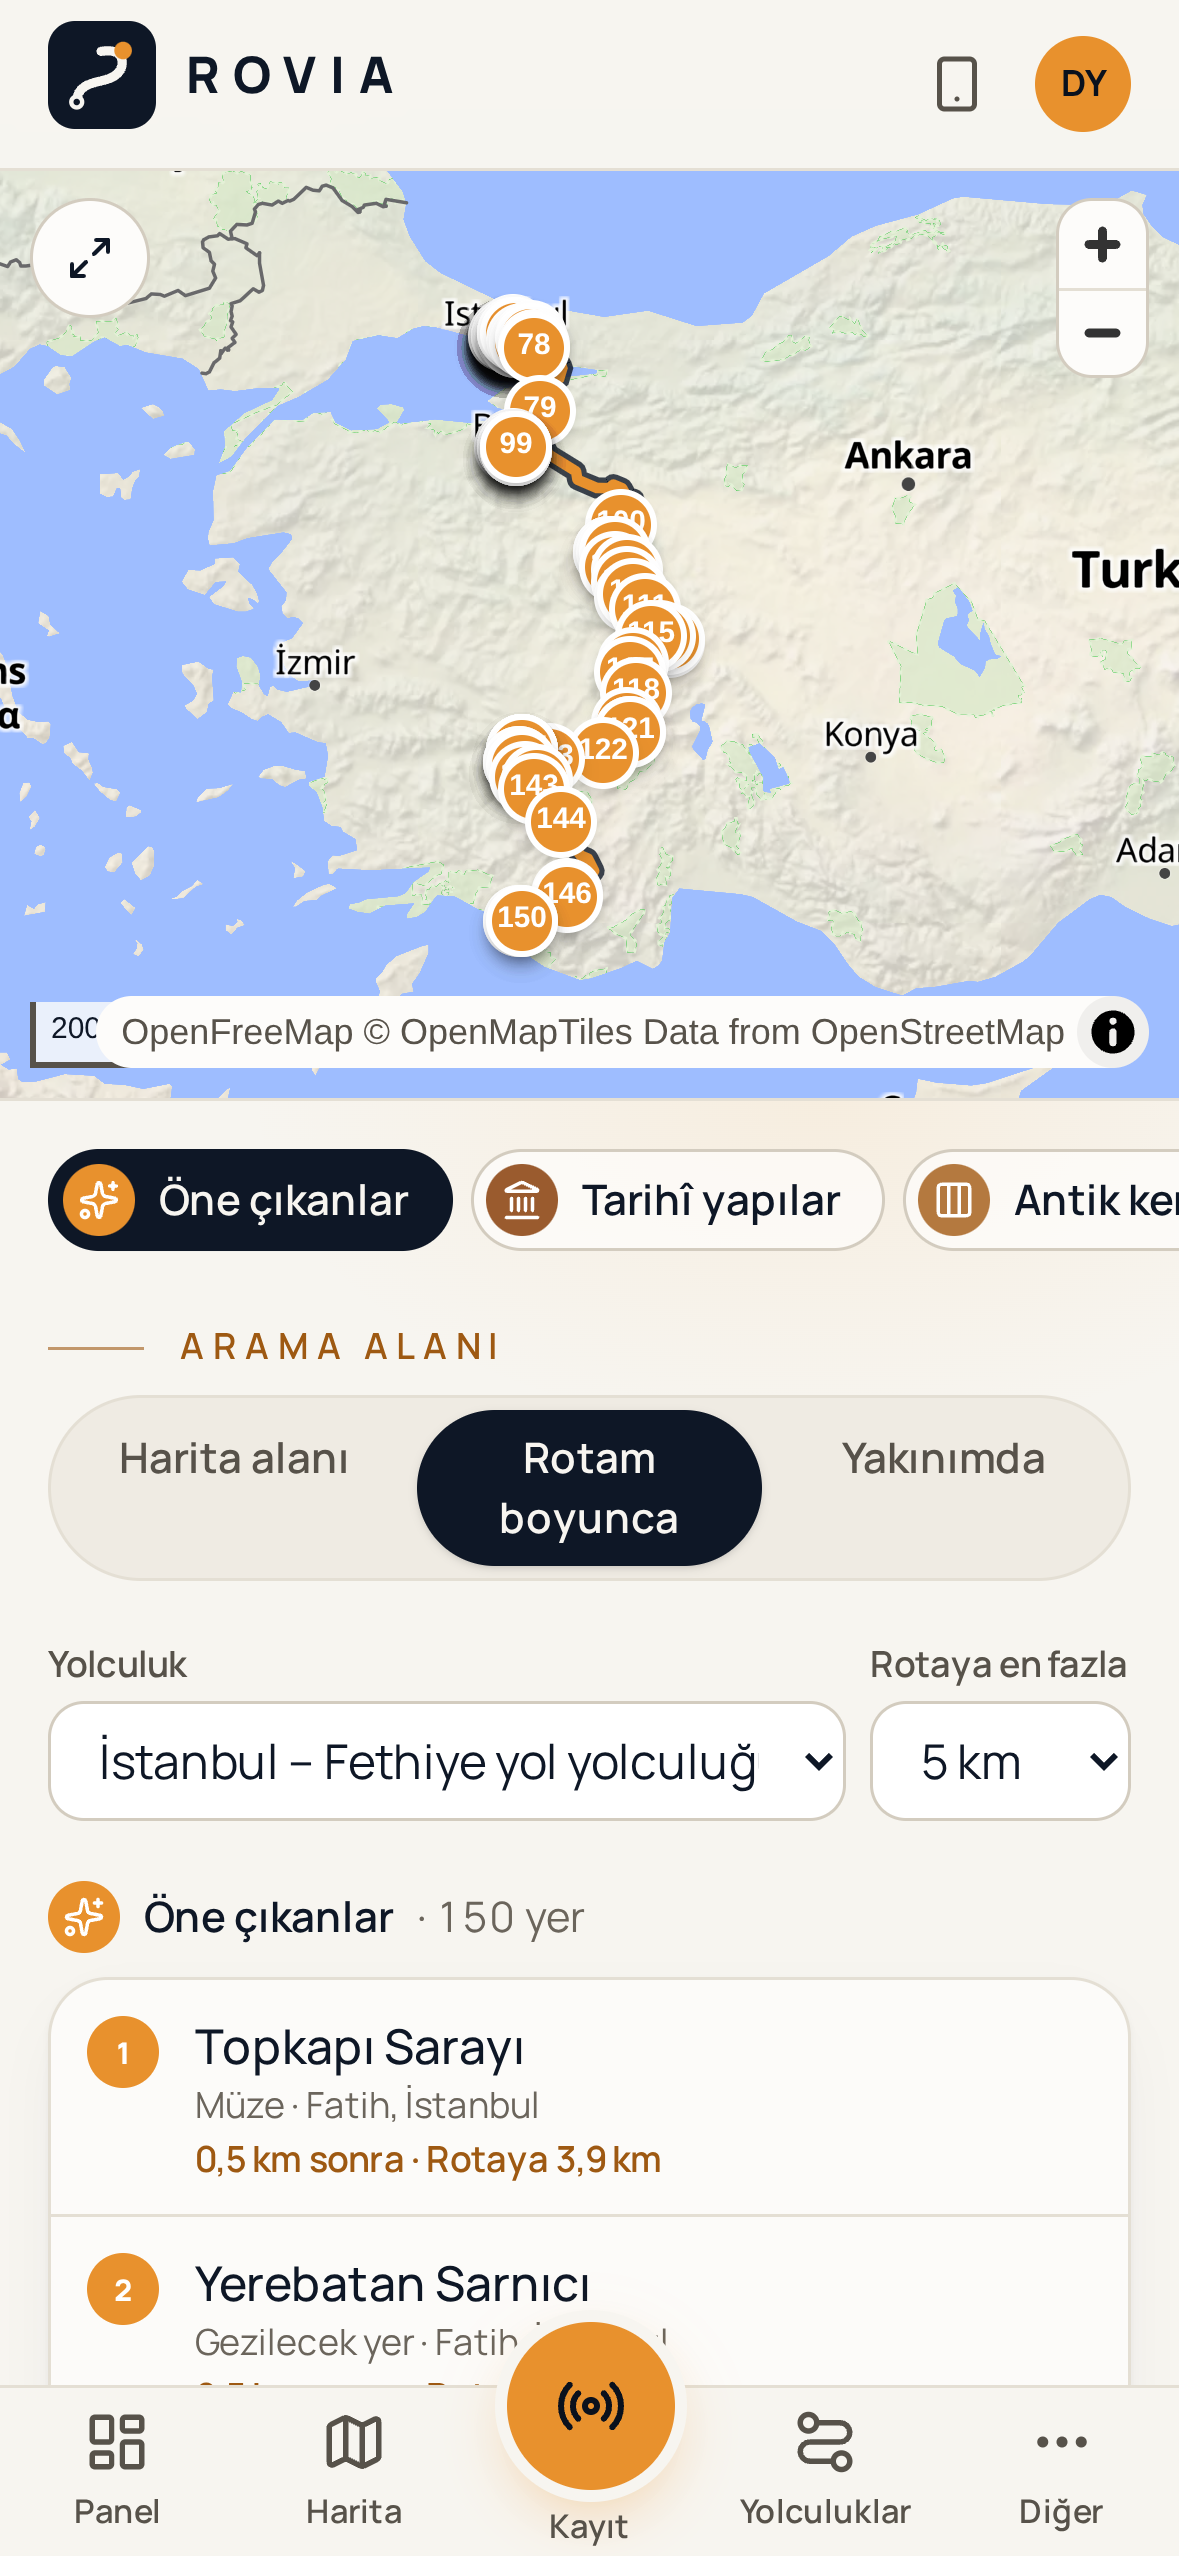 ROVIA
DY
78
79
99
Ankara
Turk
115
İzmir
118
Konya
122
143
144
146
150
OpenFreeMap © OpenMapTiles Data from OpenStreetMap
Öne çıkanlar
Tarihî yapılar
Antik
ARAMA ALANI
Harita alanı
Rotam
boyunca
Yakınımda
Yolculuk
Rotaya en fazla
İstanbul – Fethiye yol yolculuğ
5 km
Öne çıkanlar · 150 yer
1
Topkapı Sarayı
Müze · Fatih, İstanbul
0,5 km sonra · Rotaya 3,9 km
2
Yerebatan Sarnıcı
Gezilecek yer · Fatih,
Panel
Harita
Kayıt
Yolculuklar
Diğer